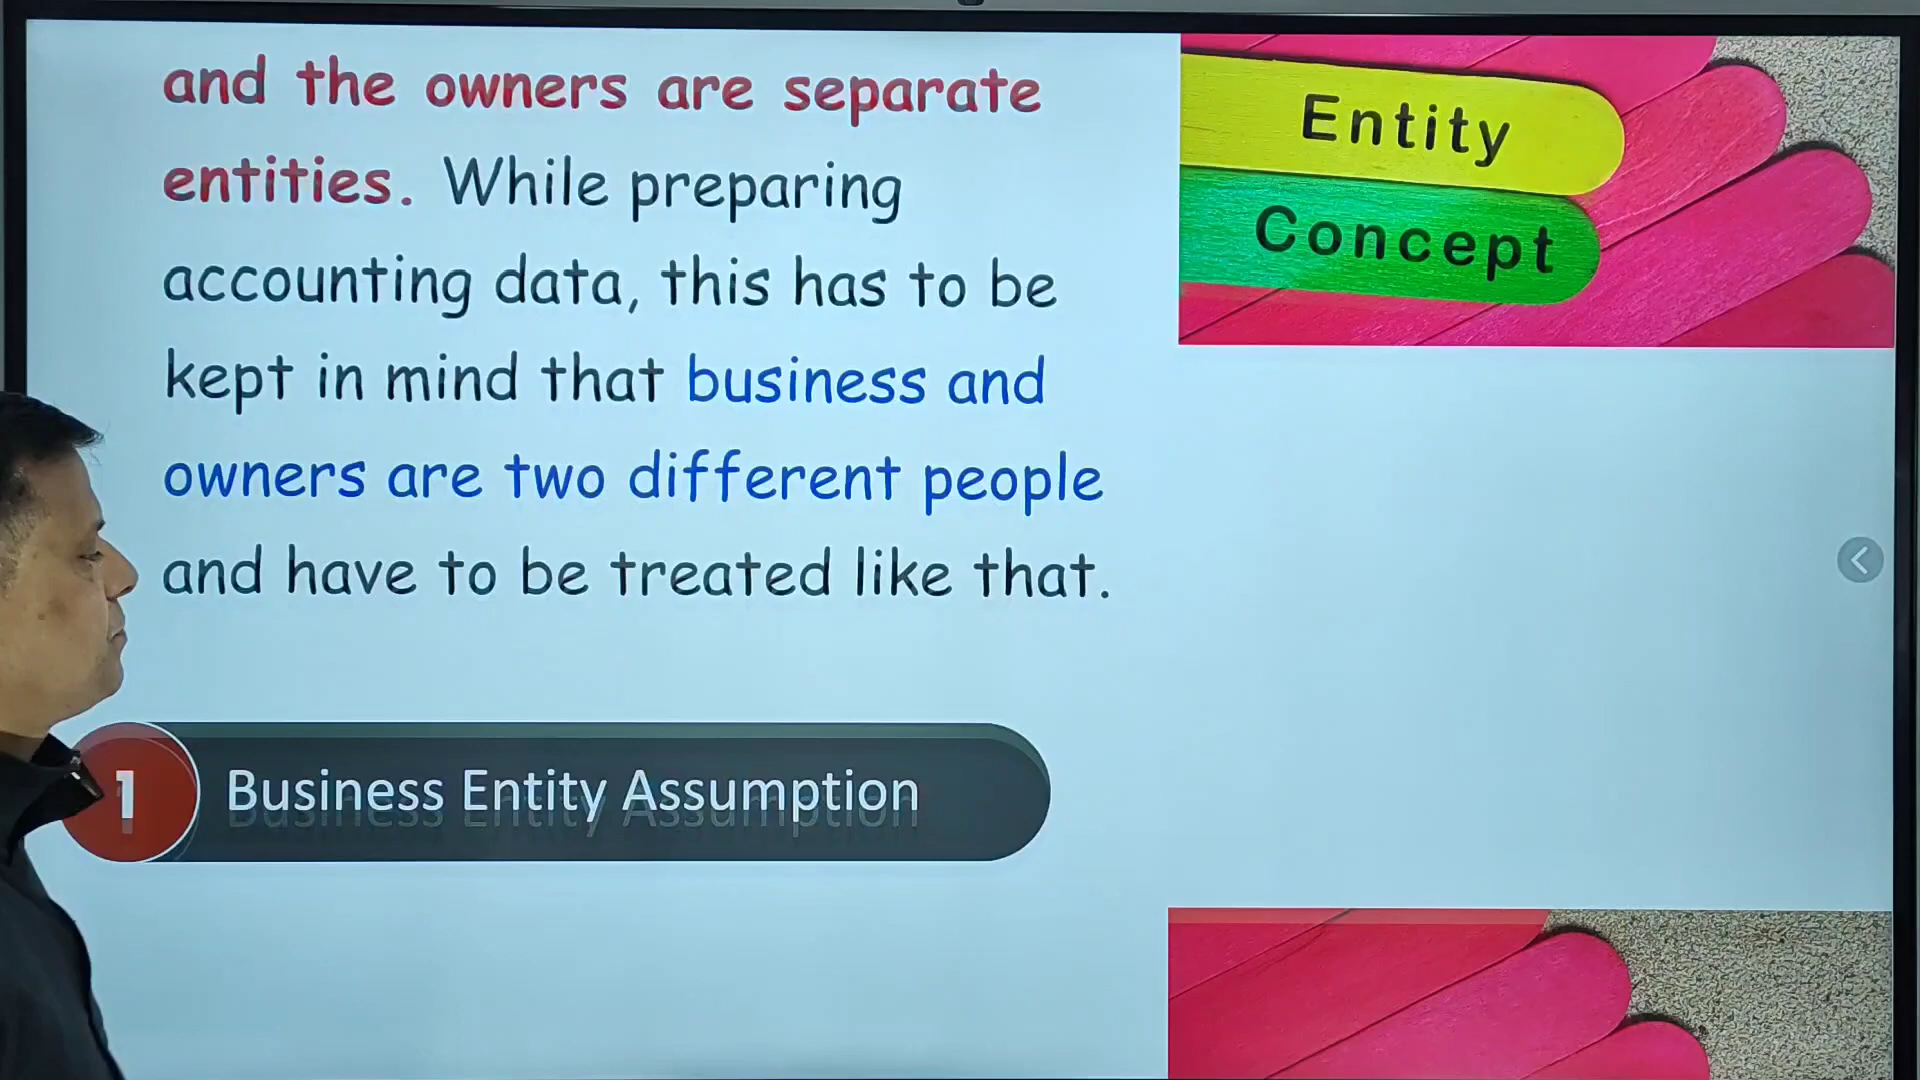 and the owners are separate
entities. While preparing
accounting data, this has to be
kept in mind that business and
owners are two different people
and have to be treated like that.
Entity
Concept
1
Business Entity Assumption